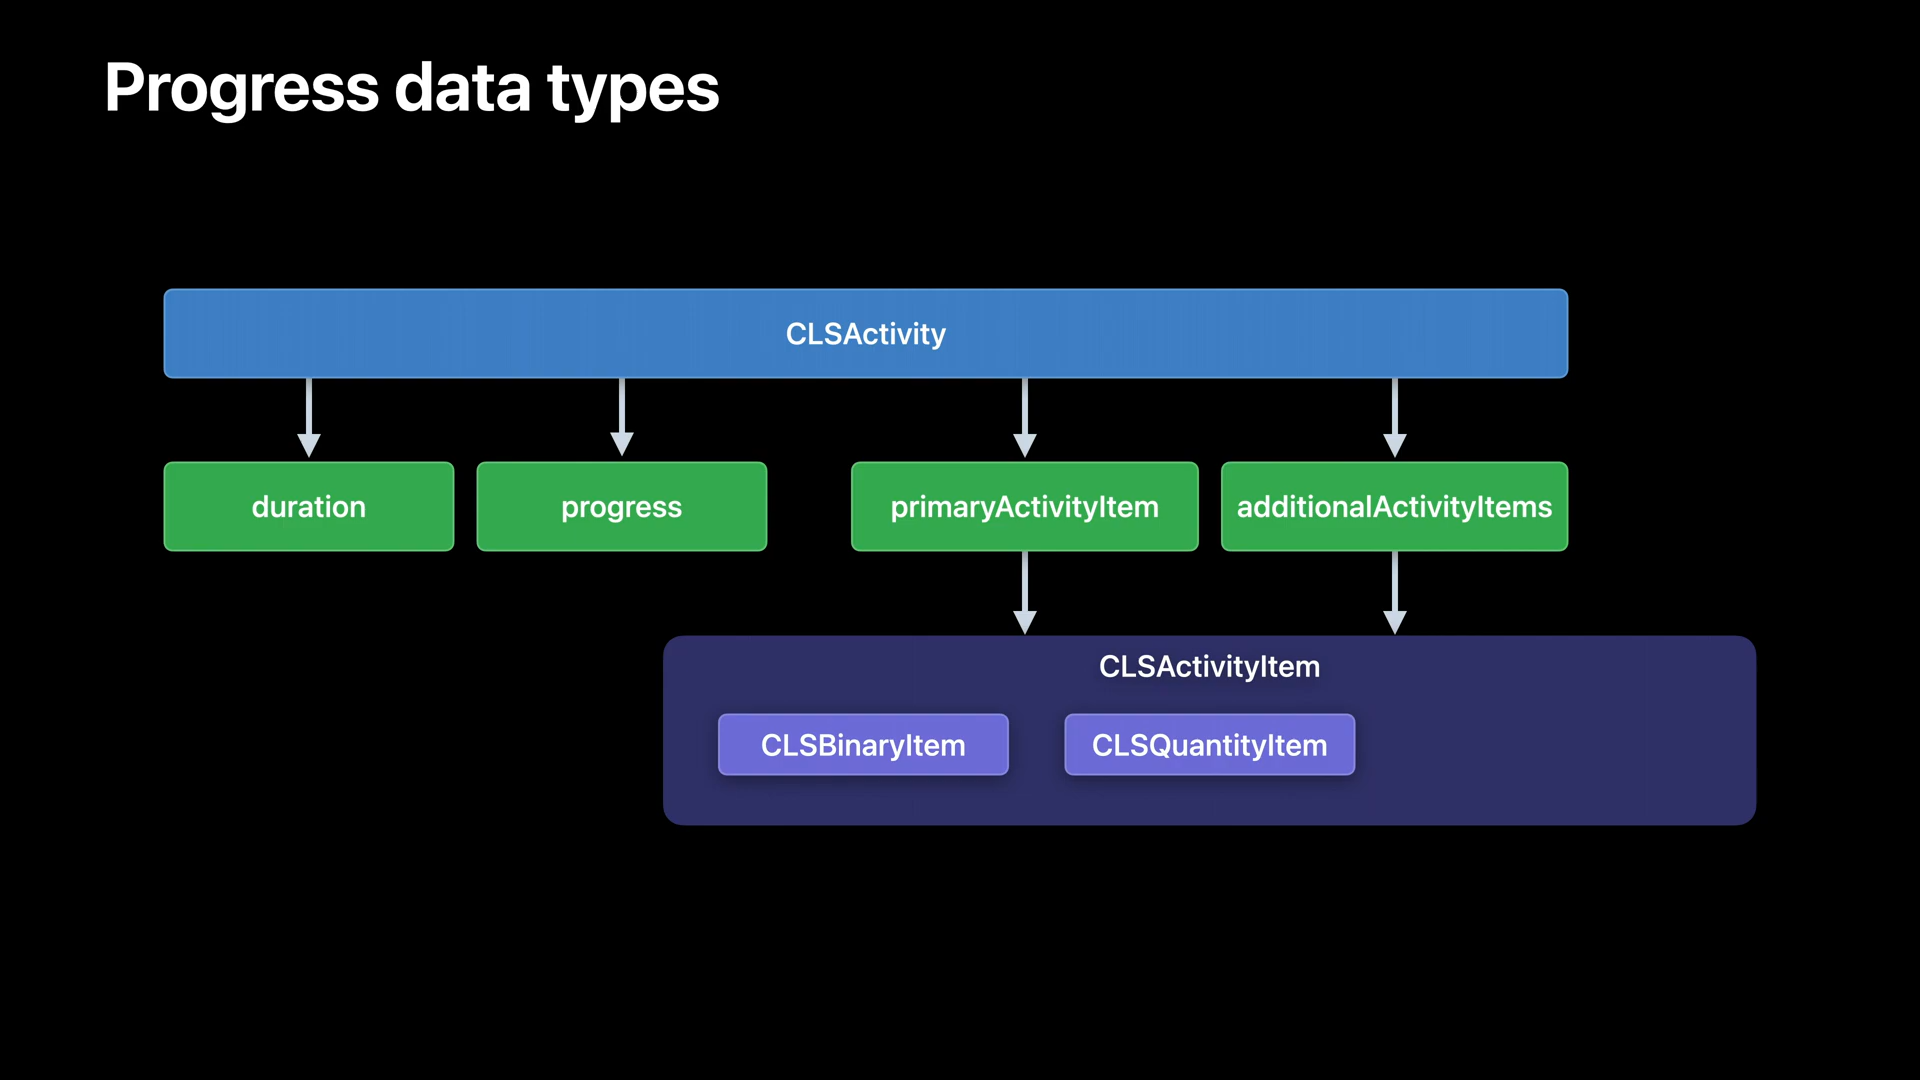 Progress data types
CLSActivity
duration
progress
primaryActivityItem
additionalActivityItems
CLSActivityItem
CLSBinaryItem
CLSQuantityItem